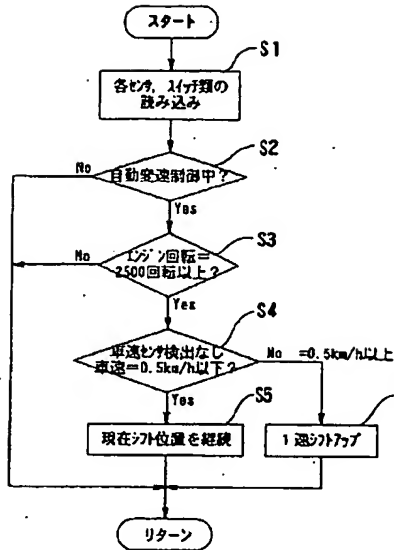 スタート
S1
各センサ, スイッチ類の
読み込み
S2
No
自動変速制御中?
Yes
S3
No
エンジン回転=
2500回転以上?
Yes
S4
車速センサ検出なし
車速=0.5km/h以下?
No =0.5km/h以上
Yes
S5
現在シフト位置を継続
1速シフトアップ
リターン